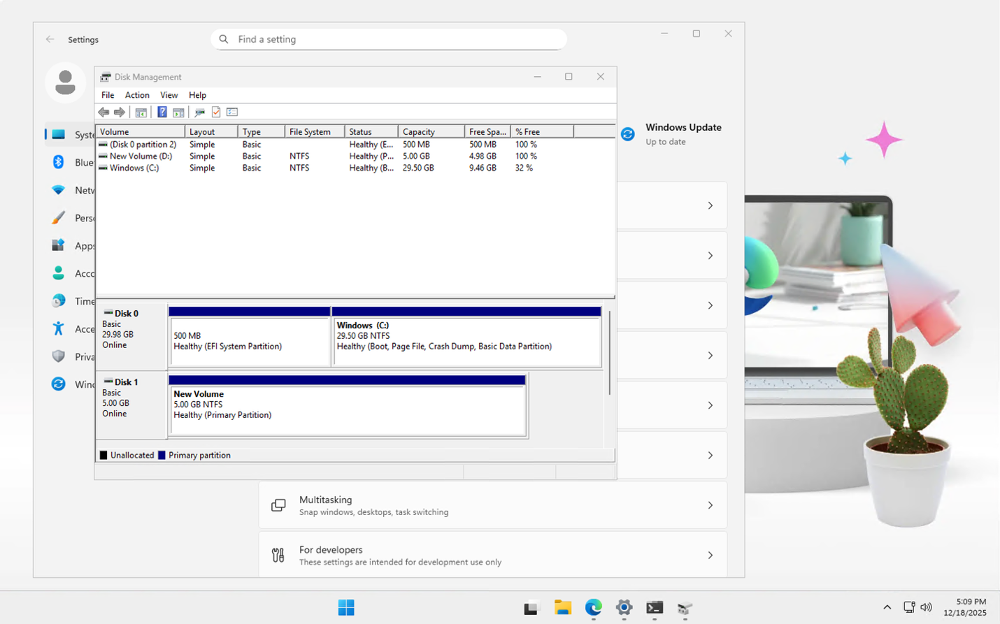 Settings
Find a setting
Disk Management
File Action View Help
Volume Layout Type File System Status Capacity Free Spa... % Free
(Disk 0 partition 2) Simple Basic Healthy (E... 500 MB 500 MB 100 %
New Volume (D:) Simple Basic NTFS Healthy (P... 5.00 GB 4.98 GB 100 %
Windows (C:) Simple Basic NTFS Healthy (B... 29.50 GB 9.46 GB 32 %
Windows Update
Up to date
Syste
Blue
Netw
Perso
Apps
Acco
Time
Acce
Priva
Wind
Disk 0
Basic
29.98 GB
Online
500 MB
Healthy (EFI System Partition)
Windows (C:)
29.50 GB NTFS
Healthy (Boot, Page File, Crash Dump, Basic Data Partition)
Disk 1
Basic
5.00 GB
Online
New Volume
5.00 GB NTFS
Healthy (Primary Partition)
Unallocated Primary partition
Multitasking
Snap windows, desktops, task switching
For developers
These settings are intended for development use only
5:09 PM
12/18/2025